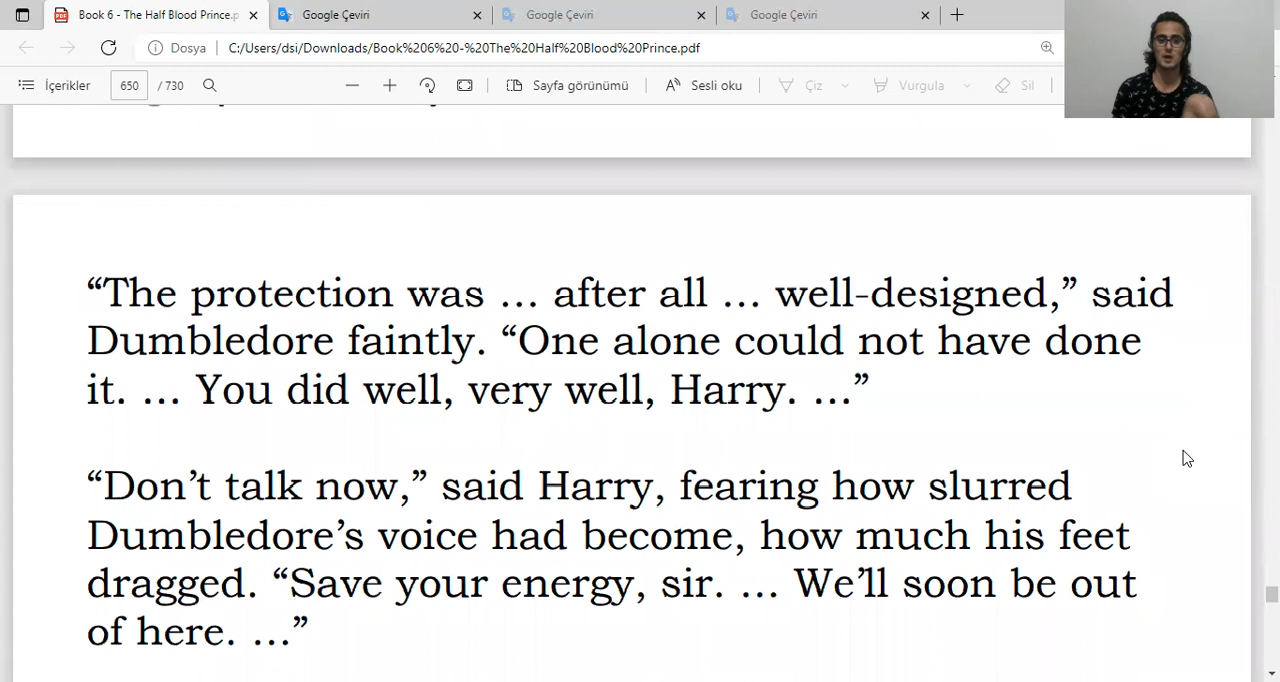 Book 6 - The Half Blood Prince.p
Google Çeviri
Google Çeviri
Google Çeviri
Dosya
C:/Users/dsi/Downloads/Book%206%20-%20The%20Half%20Blood%20Prince.pdf
İçerikler
650
/ 730
Sayfa görünümü
Sesli oku
Çiz
Vurgula
Sil
“The protection was … after all … well-designed,” said
Dumbledore faintly. “One alone could not have done
it. … You did well, very well, Harry. …”
“Don’t talk now,” said Harry, fearing how slurred
Dumbledore’s voice had become, how much his feet
dragged. “Save your energy, sir. … We’ll soon be out
of here. …”